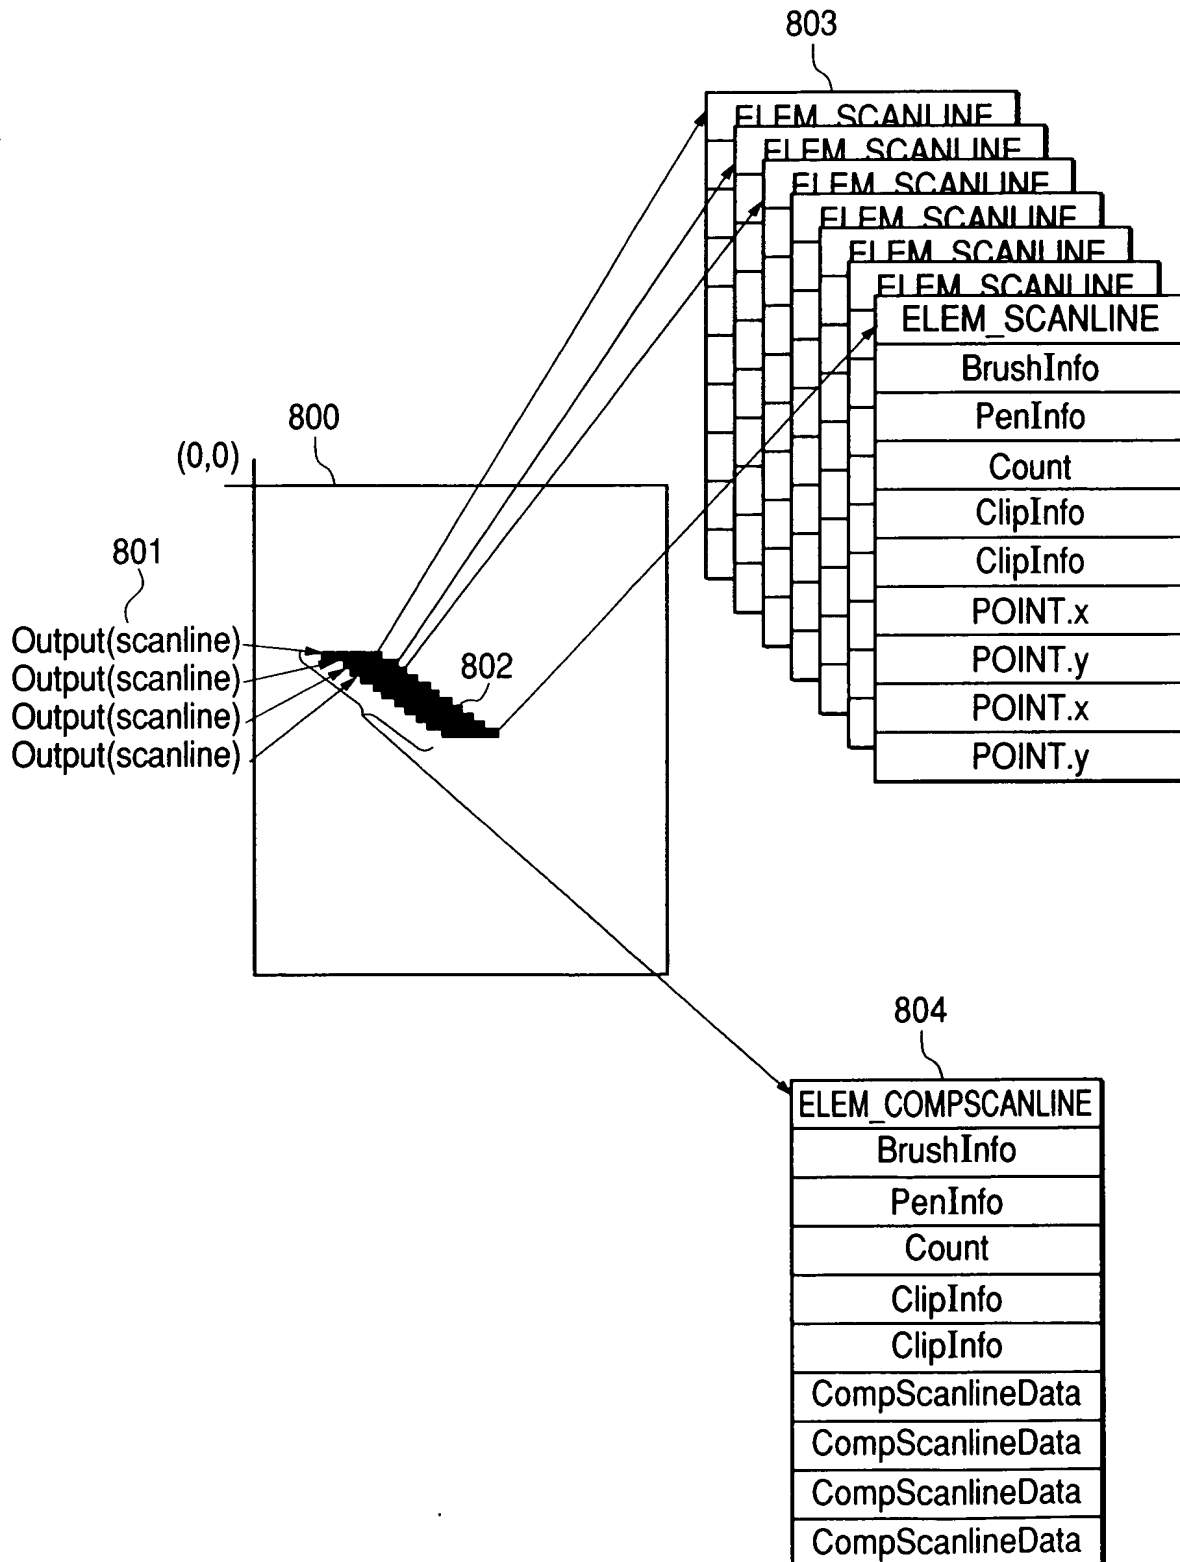 803
ELEM_SCANLINE
ELEM_SCANLINE
ELEM_SCANLINE
ELEM_SCANLINE
ELEM_SCANLINE
ELEM_SCANLINE
ELEM_SCANLINE
BrushInfo
PenInfo
Count
ClipInfo
ClipInfo
POINT.x
POINT.y
POINT.x
POINT.y
800
(0,0)
801
Output(scanline)
Output(scanline)
Output(scanline)
Output(scanline)
802
804
ELEM_COMPSCANLINE
BrushInfo
PenInfo
Count
ClipInfo
ClipInfo
CompScanlineData
CompScanlineData
CompScanlineData
CompScanlineData